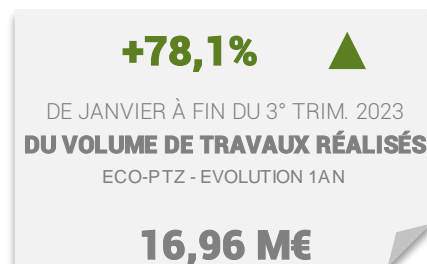 +78,1%
DE JANVIER À FIN DU 3° TRIM. 2023
DU VOLUME DE TRAVAUX RÉALISÉS
ECO-PTZ - EVOLUTION 1AN
16,96 M€